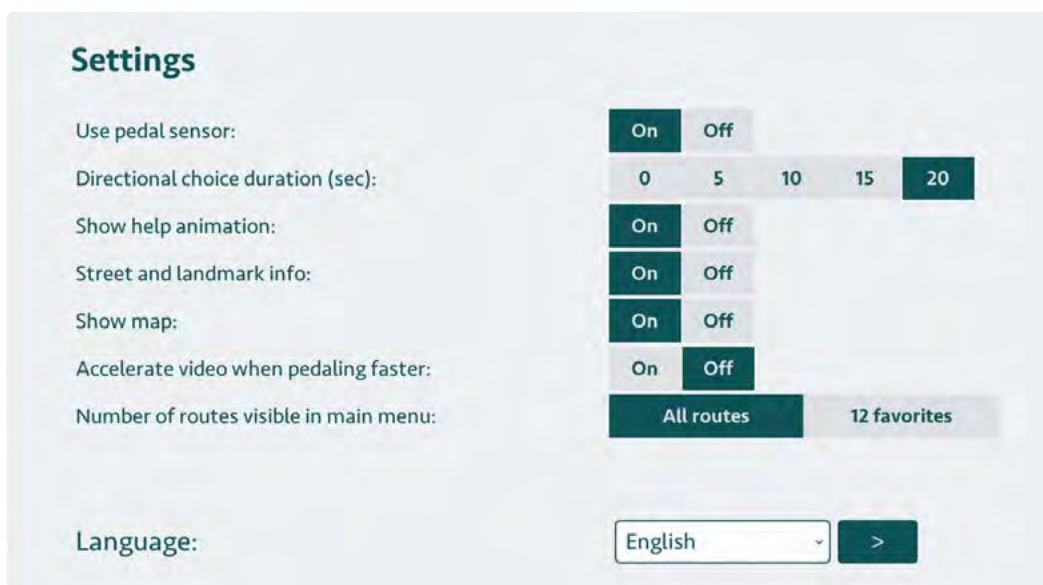 Settings
Use pedal sensor: On Off
Directional choice duration (sec): 0 5 10 15 20
Show help animation: On Off
Street and landmark info: On Off
Show map: On Off
Accelerate video when pedaling faster: On Off
Number of routes visible in main menu: All routes 12 favorites
Language: English >